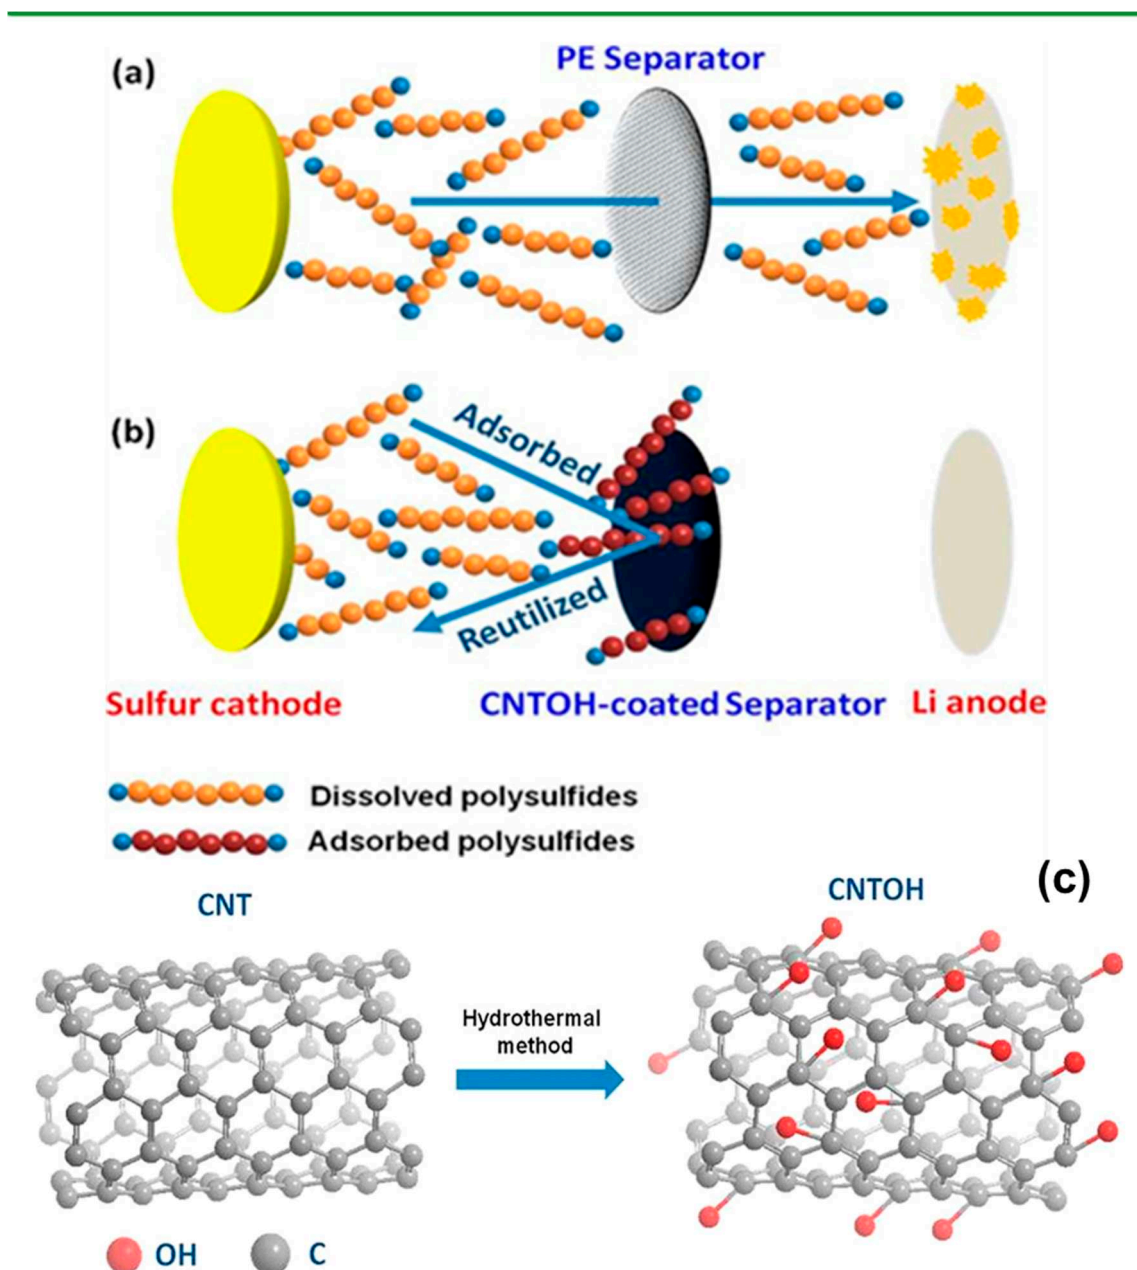 (a)
PE Separator
(b)
Adsorbed
Reutilized
Sulfur cathode
CNTOH-coated Separator
Li anode
Dissolved polysulfides
Adsorbed polysulfides
(c)
CNT
CNTOH
Hydrothermal
method
OH
C